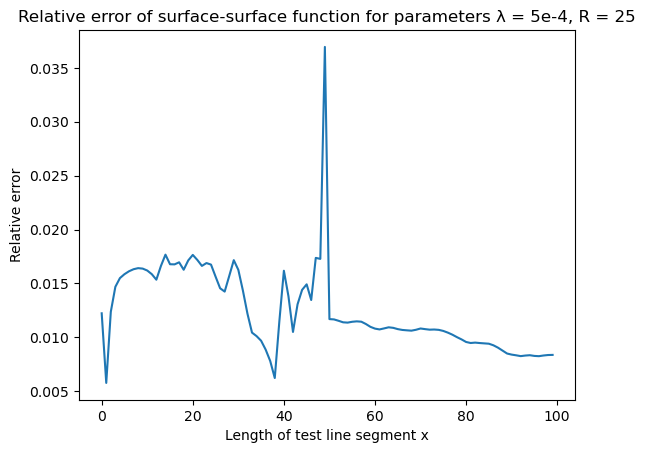 Relative error of surface-surface function for parameters λ = 5e-4, R = 25
0.035
0.030
0.025
0.020
0.015
0.010
0.005
Relative error
0 20 40 60 80 100
Length of test line segment x